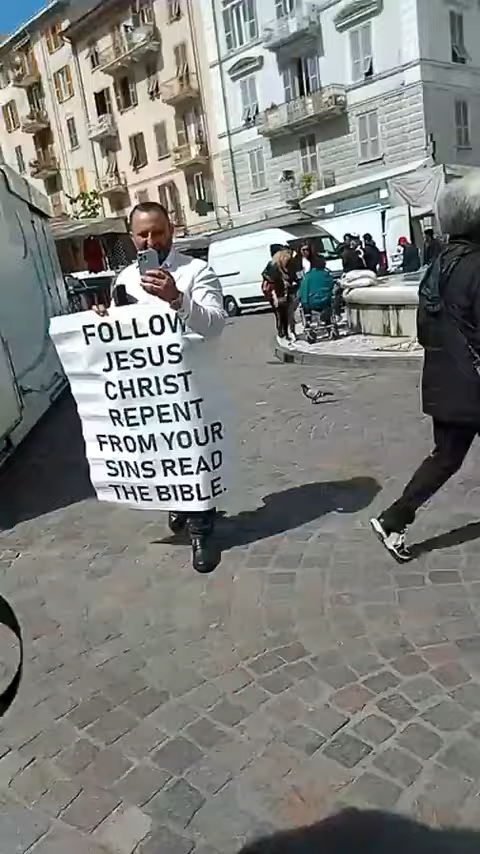 FOLLOW
JESUS
CHRIST
REPENT
FROM YOUR
SINS READ
THE BIBLE.